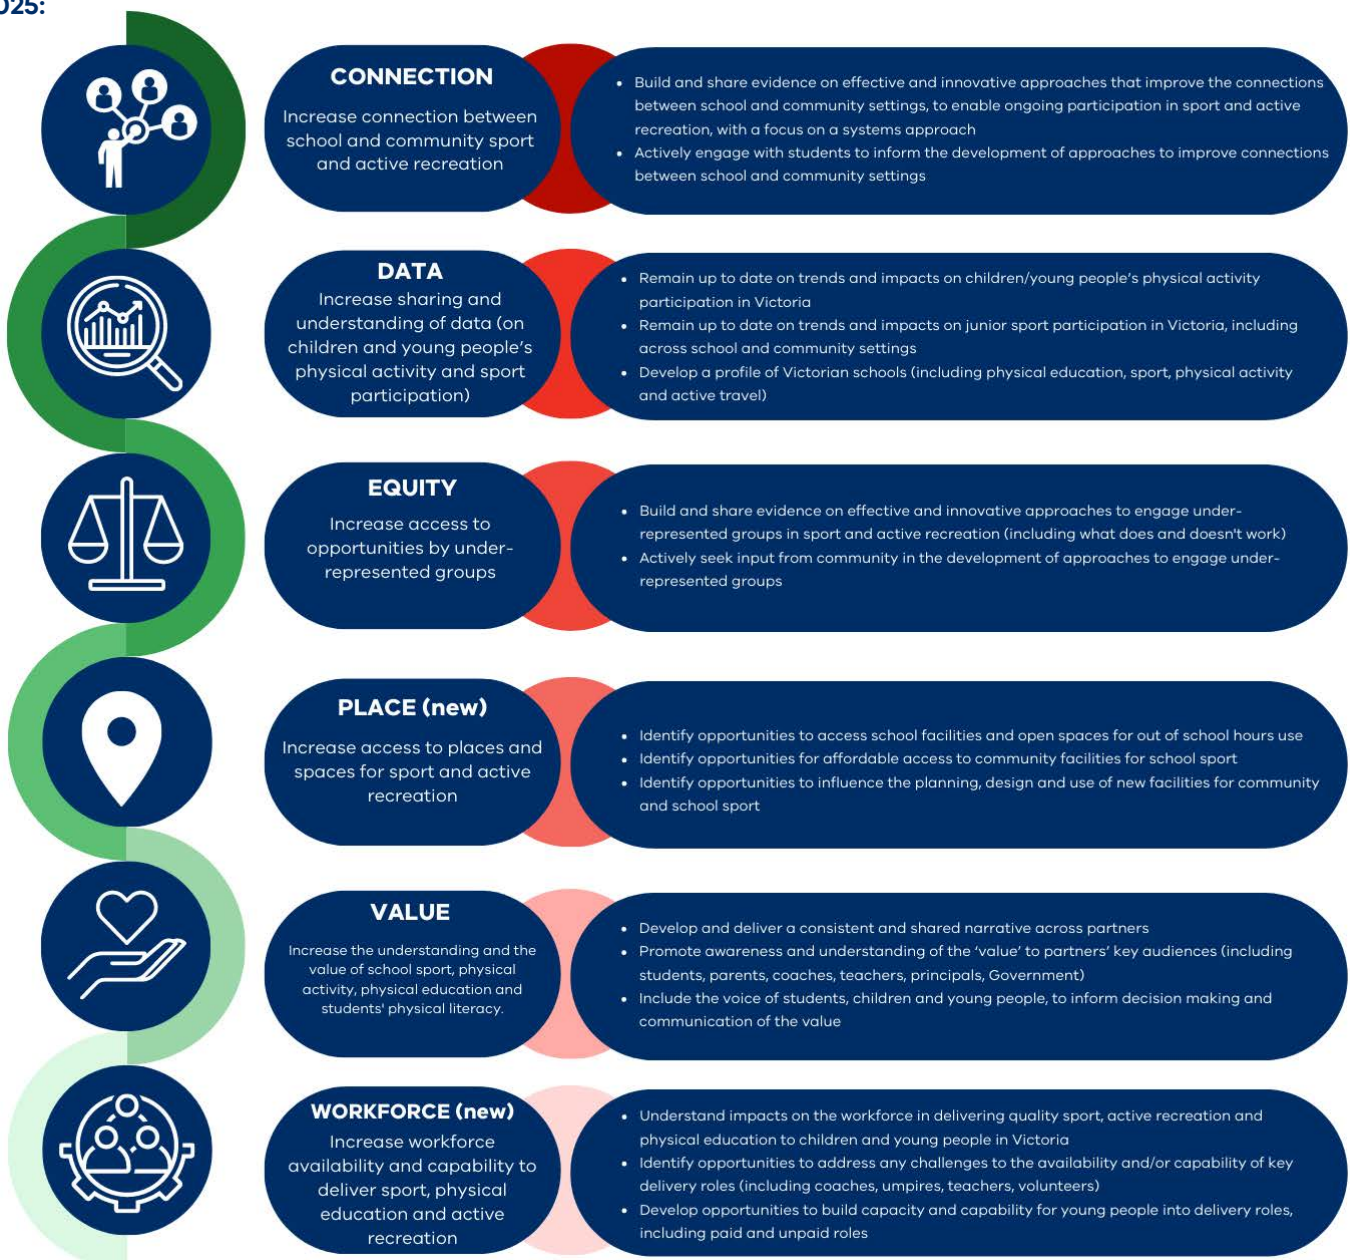 025:
CONNECTION
Increase connection between
school and community sport
and active recreation
• Build and share evidence on effective and innovative approaches that improve the connections
between school and community settings, to enable ongoing participation in sport and active
recreation, with a focus on a systems approach
• Actively engage with students to inform the development of approaches to improve connections
between school and community settings
DATA
Increase sharing and
understanding of data (on
children and young people's
physical activity and sport
participation)
• Remain up to date on trends and impacts on children/young people's physical activity
participation in Victoria
• Remain up to date on trends and impacts on junior sport participation in Victoria, including
across school and community settings
• Develop a profile of Victorian schools (including physical education, sport, physical activity
and active travel)
EQUITY
Increase access to
opportunities by under-
represented groups
• Build and share evidence on effective and innovative approaches to engage under-
represented groups in sport and active recreation (including what does and doesn't work)
• Actively seek input from community in the development of approaches to engage under-
represented groups
PLACE (new)
Increase access to places and
spaces for sport and active
recreation
• Identify opportunities to access school facilities and open spaces for out of school hours use
• Identify opportunities for affordable access to community facilities for school sport
• Identify opportunities to influence the planning, design and use of new facilities for community
and school sport
VALUE
Increase the understanding and the
value of school sport, physical
activity, physical education and
students' physical literacy.
• Develop and deliver a consistent and shared narrative across partners
• Promote awareness and understanding of the 'value' to partners' key audiences (including
students, parents, coaches, teachers, principals, Government)
• Include the voice of students, children and young people, to inform decision making and
communication of the value
WORKFORCE (new)
Increase workforce
availability and capability to
deliver sport, physical
education and active
recreation
• Understand impacts on the workforce in delivering quality sport, active recreation and
physical education to children and young people in Victoria
• Identify opportunities to address any challenges to the availability and/or capability of key
delivery roles (including coaches, umpires, teachers, volunteers)
• Develop opportunities to build capacity and capability for young people into delivery roles,
including paid and unpaid roles